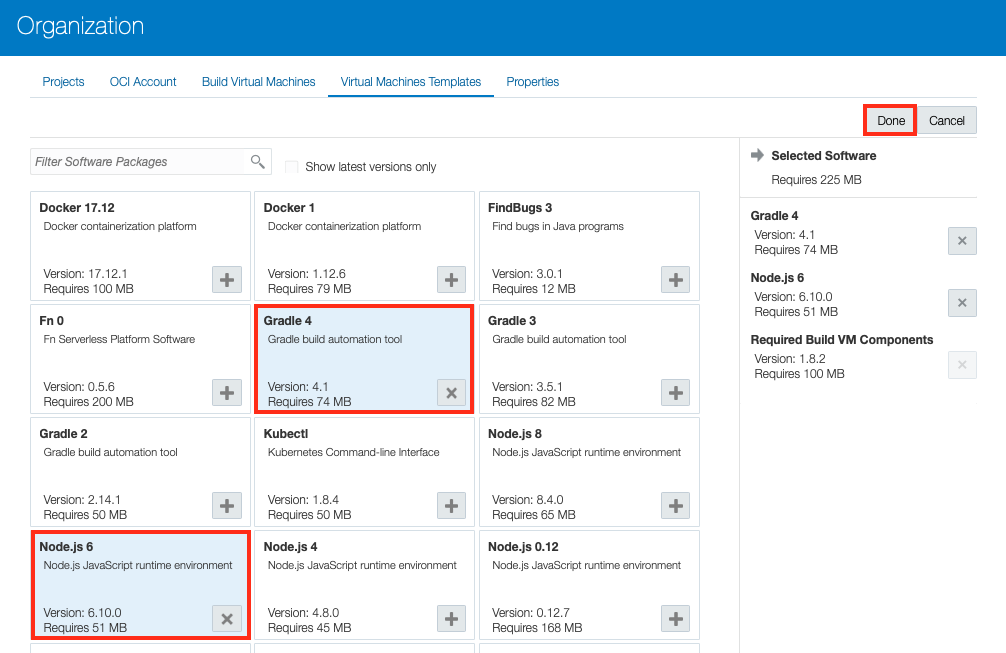 Organization
Projects OCI Account Build Virtual Machines Virtual Machines Templates Properties
Done Cancel
Filter Software Packages
Show latest versions only
Docker 17.12
Docker containerization platform
Version: 17.12.1
Requires 100 MB
Docker 1
Docker containerization platform
Version: 1.12.6
Requires 79 MB
FindBugs 3
Find bugs in Java programs
Version: 3.0.1
Requires 12 MB
Fn 0
Fn Serverless Platform Software
Version: 0.5.6
Requires 200 MB
Gradle 4
Gradle build automation tool
Version: 4.1
Requires 74 MB
Gradle 3
Gradle build automation tool
Version: 3.5.1
Requires 82 MB
Gradle 2
Gradle build automation tool
Version: 2.14.1
Requires 50 MB
Kubectl
Kubernetes Command-line Interface
Version: 1.8.4
Requires 50 MB
Node.js 8
Node.js JavaScript runtime environment
Version: 8.4.0
Requires 65 MB
Node.js 6
Node.js JavaScript runtime environment
Version: 6.10.0
Requires 51 MB
Node.js 4
Node.js JavaScript runtime environment
Version: 4.8.0
Requires 45 MB
Node.js 0.12
Node.js JavaScript runtime environment
Version: 0.12.7
Requires 168 MB
Selected Software
Requires 225 MB
Gradle 4
Version: 4.1
Requires 74 MB
Node.js 6
Version: 6.10.0
Requires 51 MB
Required Build VM Components
Version: 1.8.2
Requires 100 MB